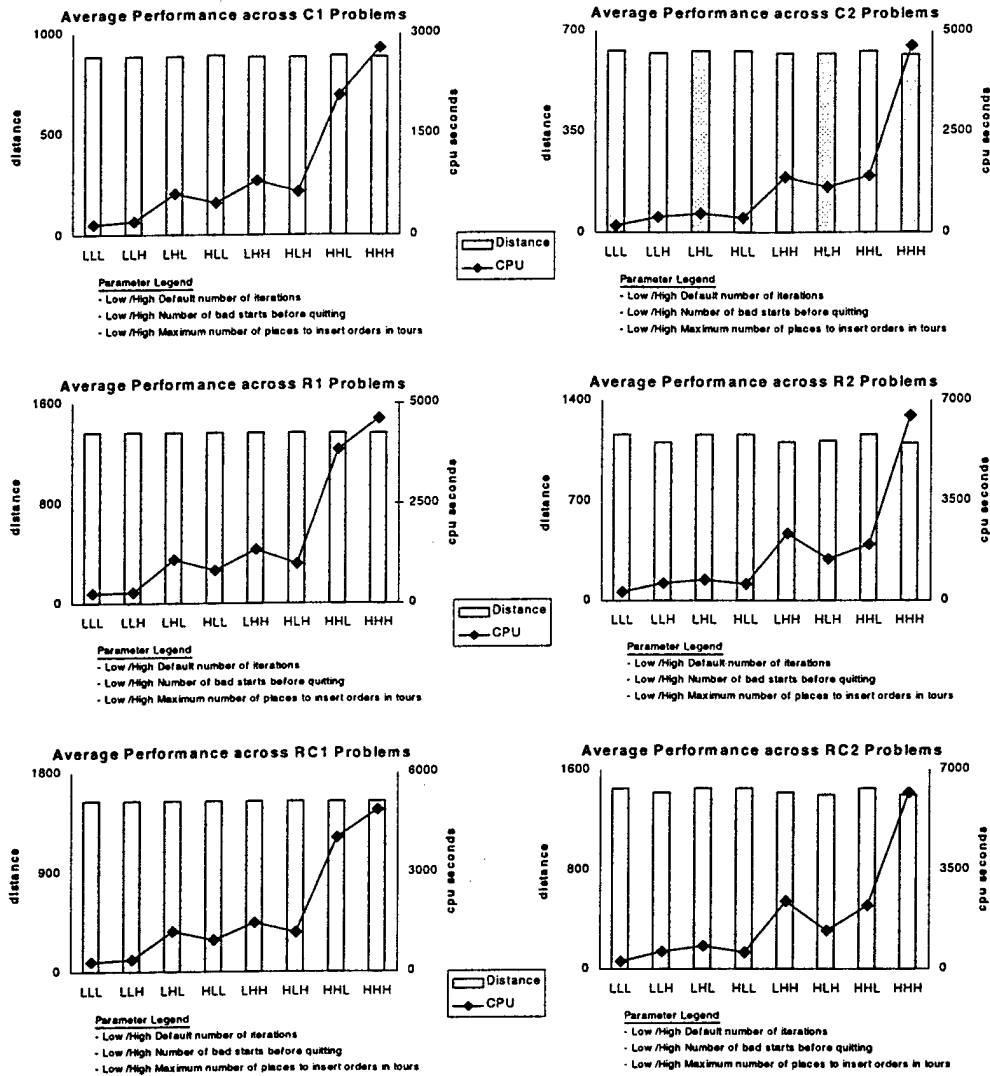 Average Performance across C1 Problems
1000
500
0
distance
3000
1500
0
cpu seconds
LLL LLH LHL HLL LHH HLH HHL HHH
Distance
CPU
Parameter Legend
- Low /High Default number of iterations
- Low /High Number of bad starts before quitting
- Low /High Maximum number of places to insert orders in tours
Average Performance across C2 Problems
700
350
0
distance
5000
2500
0
cpu seconds
LLL LLH LHL HLL LHH HLH HHL HHH
Parameter Legend
- Low /High Default number of iterations
- Low /High Number of bad starts before quitting
- Low /High Maximum number of places to insert orders in tours
Average Performance across R1 Problems
1600
800
0
distance
5000
2500
0
cpu seconds
LLL LLH LHL HLL LHH HLH HHL HHH
Distance
CPU
Parameter Legend
- Low /High Default number of iterations
- Low /High Number of bad starts before quitting
- Low /High Maximum number of places to insert orders in tours
Average Performance across R2 Problems
1400
700
0
distance
7000
3500
0
cpu seconds
LLL LLH LHL HLL LHH HLH HHL HHH
Parameter Legend
- Low /High Default number of iterations
- Low /High Number of bad starts before quitting
- Low /High Maximum number of places to insert orders in tours
Average Performance across RC1 Problems
1800
900
0
distance
6000
3000
0
cpu seconds
LLL LLH LHL HLL LHH HLH HHL HHH
Distance
CPU
Parameter Legend
- Low /High Default number of iterations
- Low /High Number of bad starts before quitting
- Low /High Maximum number of places to insert orders in tours
Average Performance across RC2 Problems
1600
800
0
distance
7000
3500
0
cpu seconds
LLL LLH LHL HLL LHH HLH HHL HHH
Parameter Legend
- Low /High Default number of iterations
- Low /High Number of bad starts before quitting
- Low /High Maximum number of places to insert orders in tours